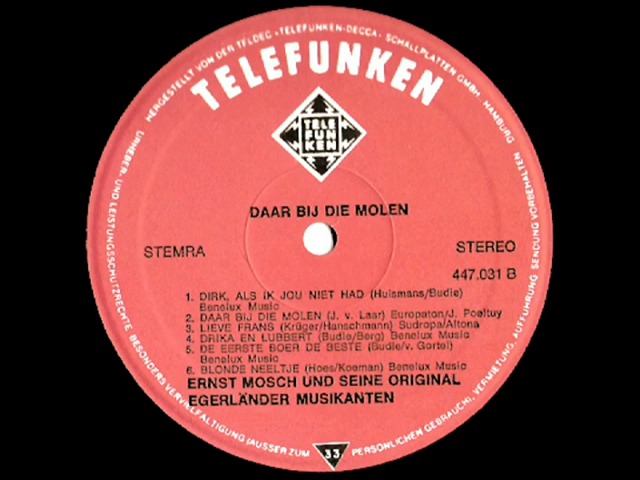 HERGESTELLT VON DER TELDEC »TELEFUNKEN-DECCA« SCHALLPLATTEN GMBH · HAMBURG
TELEFUNKEN
TELE
FUN
KEN
DAAR BIJ DIE MOLEN
STEMRA
STEREO
447.031 B
1. DIRK, ALS IK JOU NIET HAD (Huismans/Budie)
Benelux Music
2. DAAR BIJ DIE MOLEN (J. v. Laar) Europaton/J. Poeltuy
3. LIEVE FRANS (Krüger/Hanschmann) Sudropa/Altona
4. DRIKA EN LUBBERT (Budie/Berg) Benelux Music
5. DE EERSTE BOER DE BESTE (Budie/v. Gortel)
Benelux Music
6. BLONDE NEELTJE (Hoes/Koeman) Benelux Music
ERNST MOSCH UND SEINE ORIGINAL
EGERLÄNDER MUSIKANTEN
URHEBER- UND LEISTUNGSSCHUTZRECHTE BESONDERS VERVIELFÄLTIGUNG (AUSSER ZUM PERSÖNLICHEN GEBRAUCH), VERMIETUNG, AUFFÜHRUNG, SENDUNG VORBEHALTEN
33